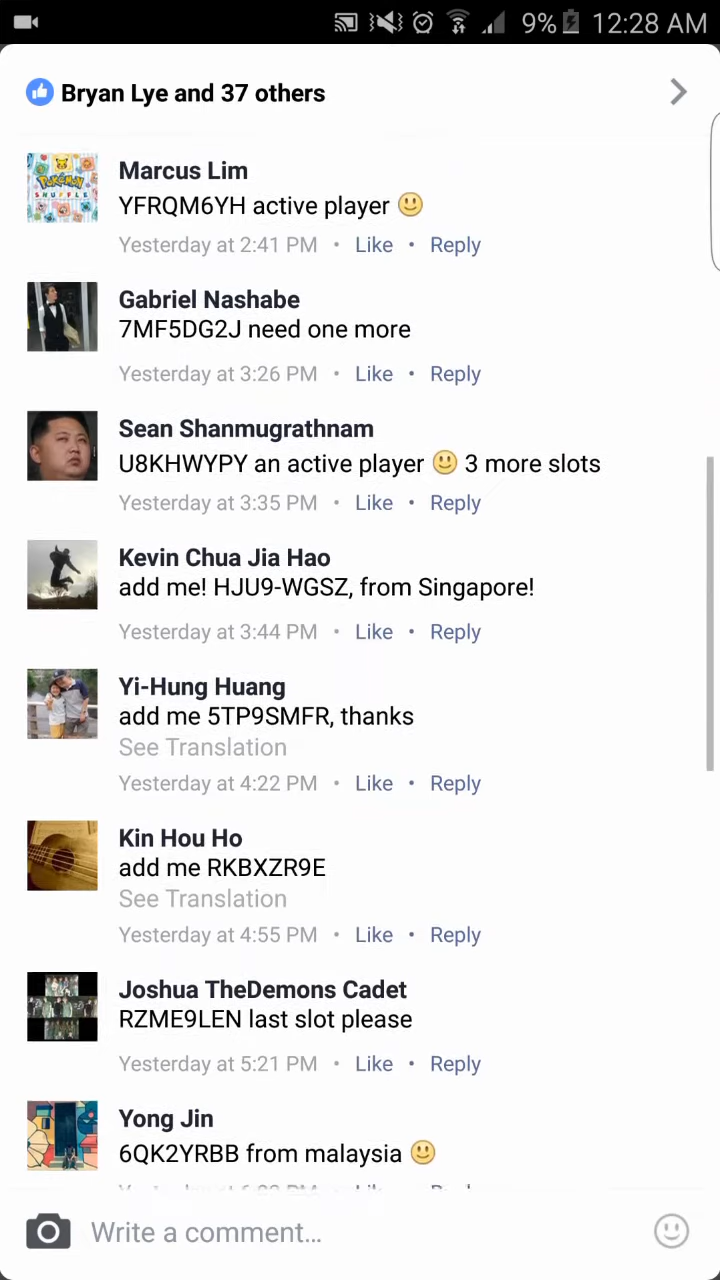 9% 12:28 AM
Bryan Lye and 37 others
POKÉMON
SHUFFLE
Marcus Lim
YFRQM6YH active player
Yesterday at 2:41 PM • Like • Reply
Gabriel Nashabe
7MF5DG2J need one more
Yesterday at 3:26 PM • Like • Reply
Sean Shanmugrathnam
U8KHWYPY an active player 🙂 3 more slots
Yesterday at 3:35 PM • Like • Reply
Kevin Chua Jia Hao
add me! HJU9-WGSZ, from Singapore!
Yesterday at 3:44 PM • Like • Reply
Yi-Hung Huang
add me 5TP9SMFR, thanks
See Translation
Yesterday at 4:22 PM • Like • Reply
Kin Hou Ho
add me RKBXZR9E
See Translation
Yesterday at 4:55 PM • Like • Reply
Joshua TheDemons Cadet
RZME9LEN last slot please
Yesterday at 5:21 PM • Like • Reply
Yong Jin
6QK2YRBB from malaysia 🙂
Write a comment...